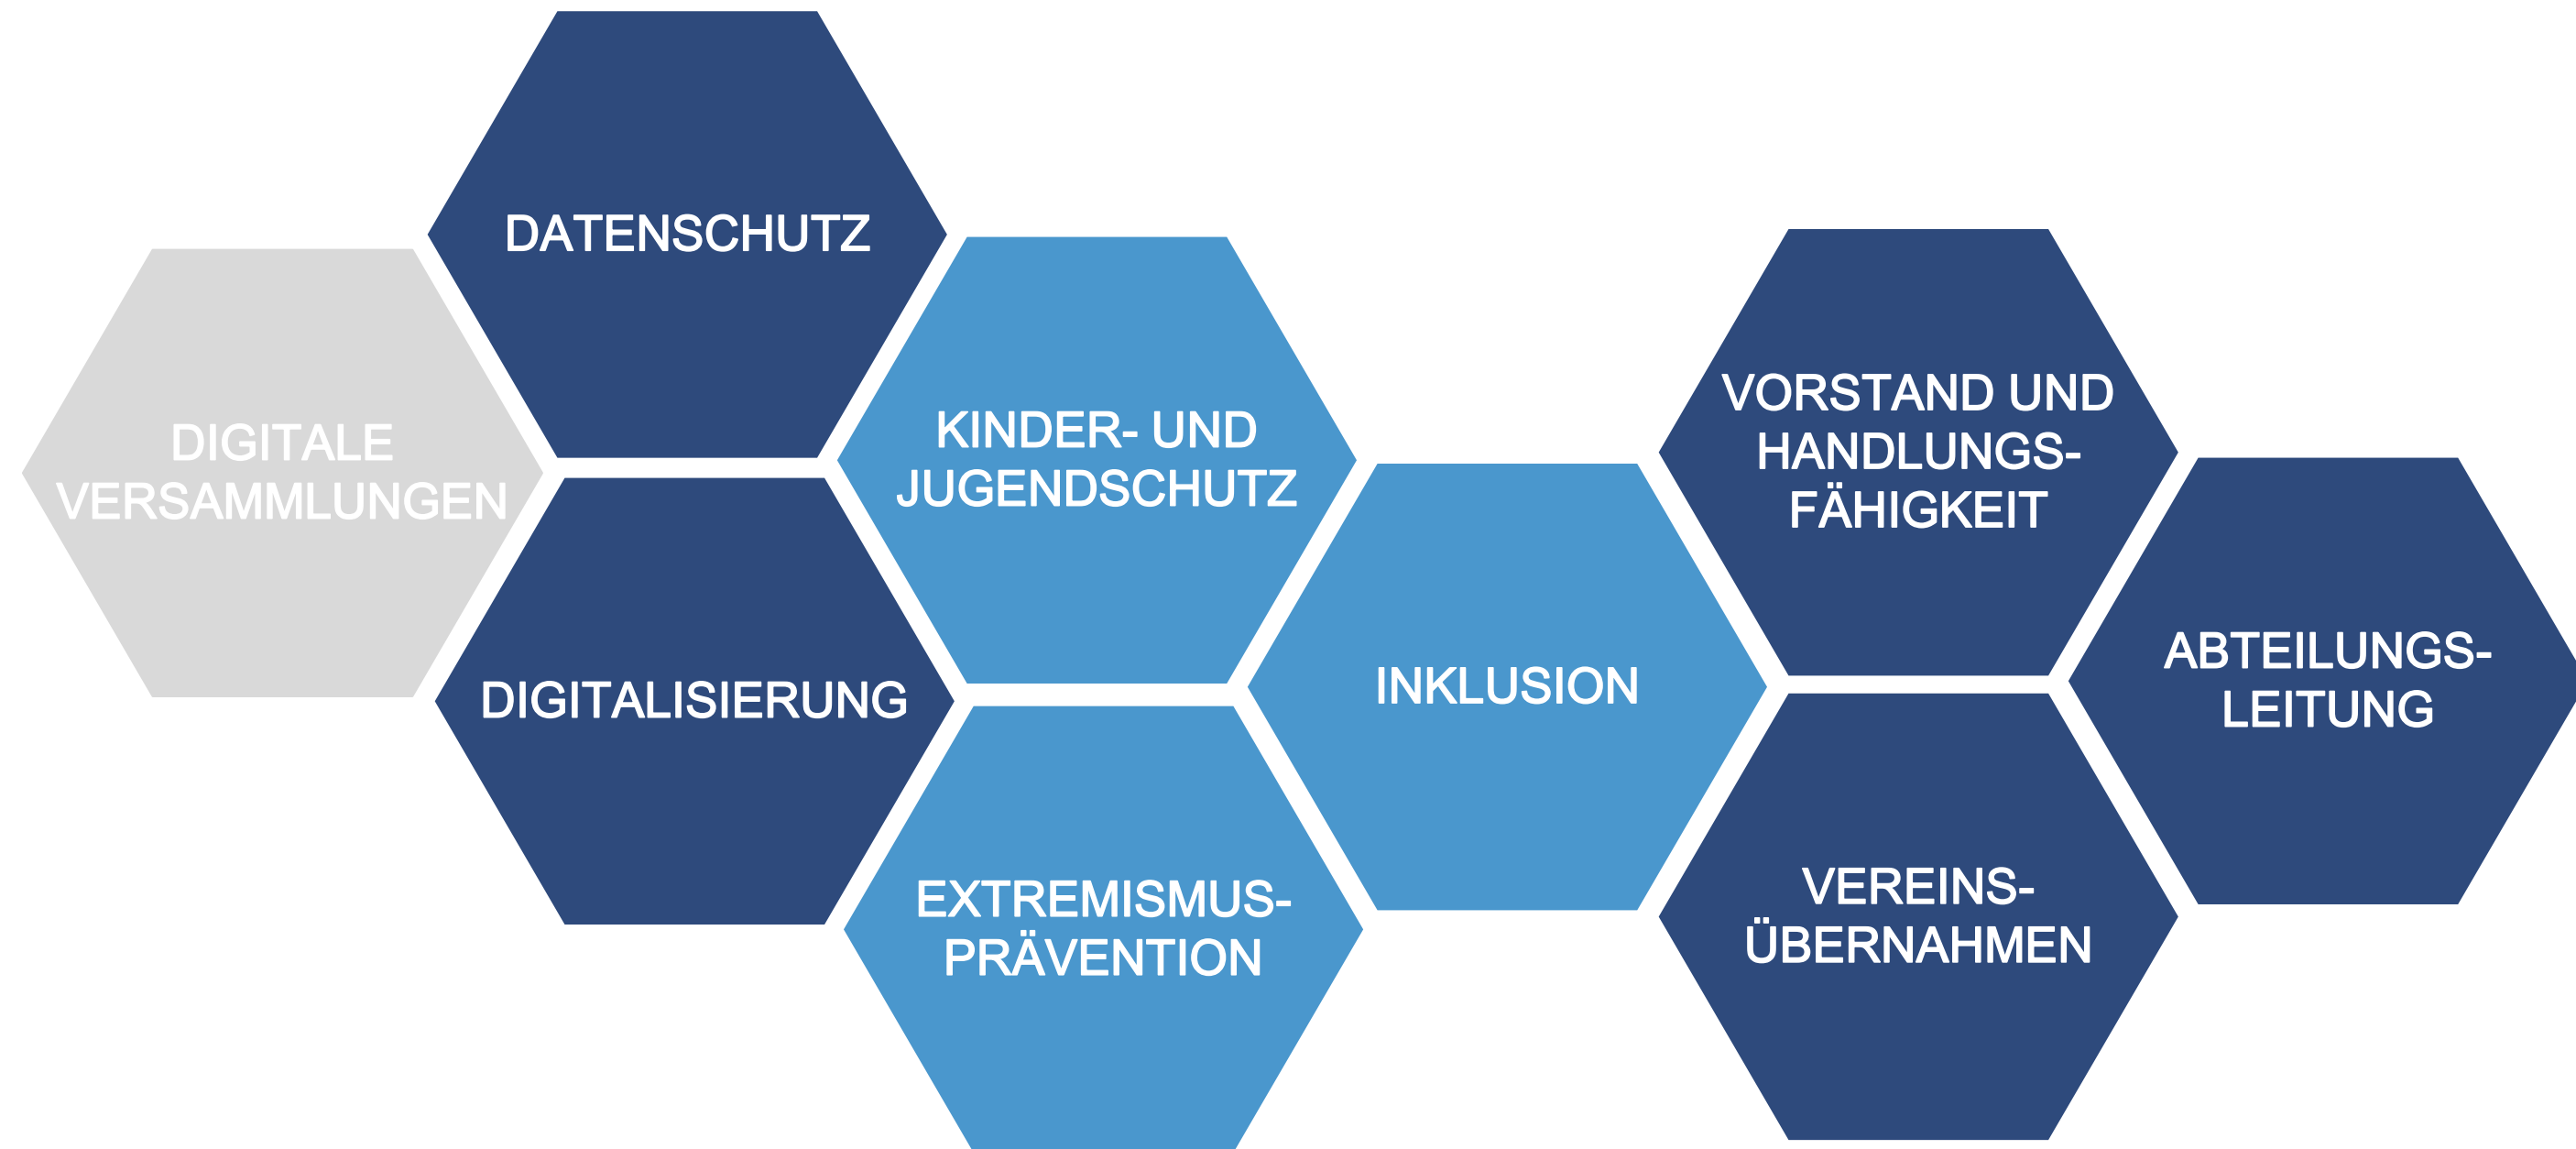 DATENSCHUTZ
DIGITALE
VERSAMMLUNGEN
KINDER- UND
JUGENDSCHUTZ
DIGITALISIERUNG
EXTREMISMUS-
PRÄVENTION
INKLUSION
VORSTAND UND
HANDLUNGS-
FÄHIGKEIT
ABTEILUNGS-
LEITUNG
VEREINS-
ÜBERNAHMEN